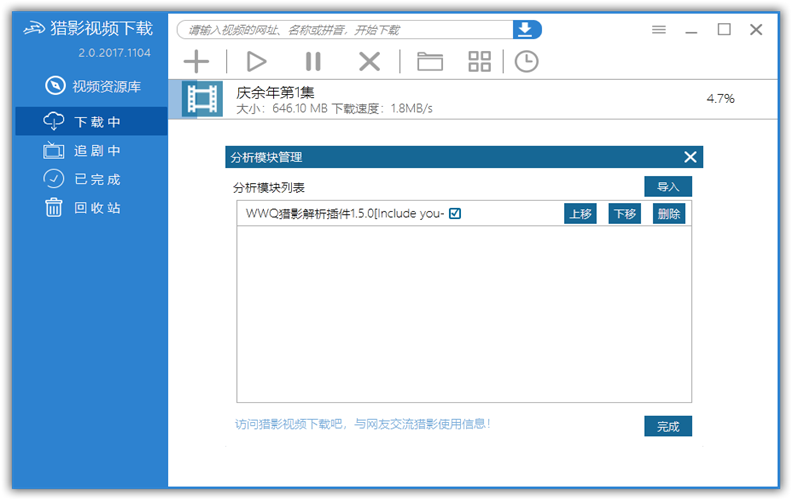 猎影视频下载
2.0.2017.1104
视频资源库
下载中
追剧中
已完成
回收站
请输入视频的网址、名称或拼音，开始下载
庆余年第1集
大小：646.10 MB 下载速度：1.8MB/s
4.7%
分析模块管理
分析模块列表
导入
WWQ猎影解析插件1.5.0[Include you-
上移
下移
删除
访问猎影视频下载吧，与网友交流猎影使用信息！
完成